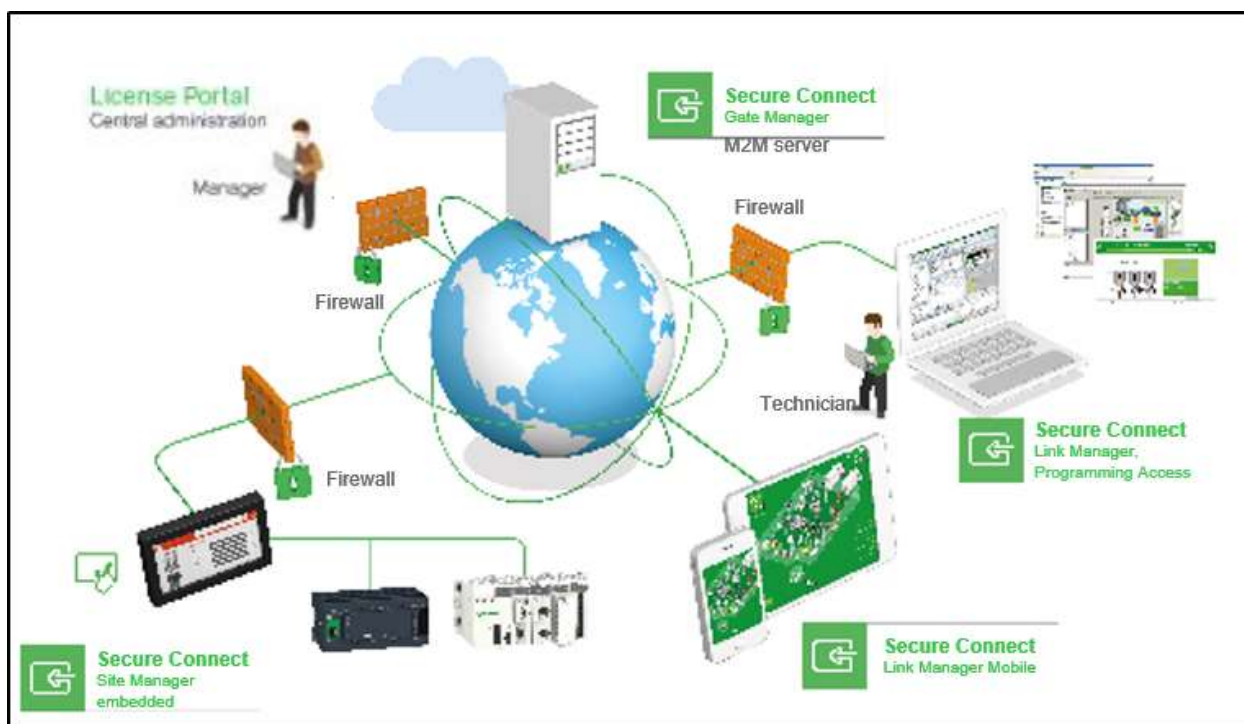 License Portal
Central administration
Manager
Secure Connect
Gate Manager
M2M server
Firewall
Firewall
Technician
Secure Connect
Link Manager,
Programming Access
Firewall
Secure Connect
Link Manager Mobile
Secure Connect
Site Manager
embedded